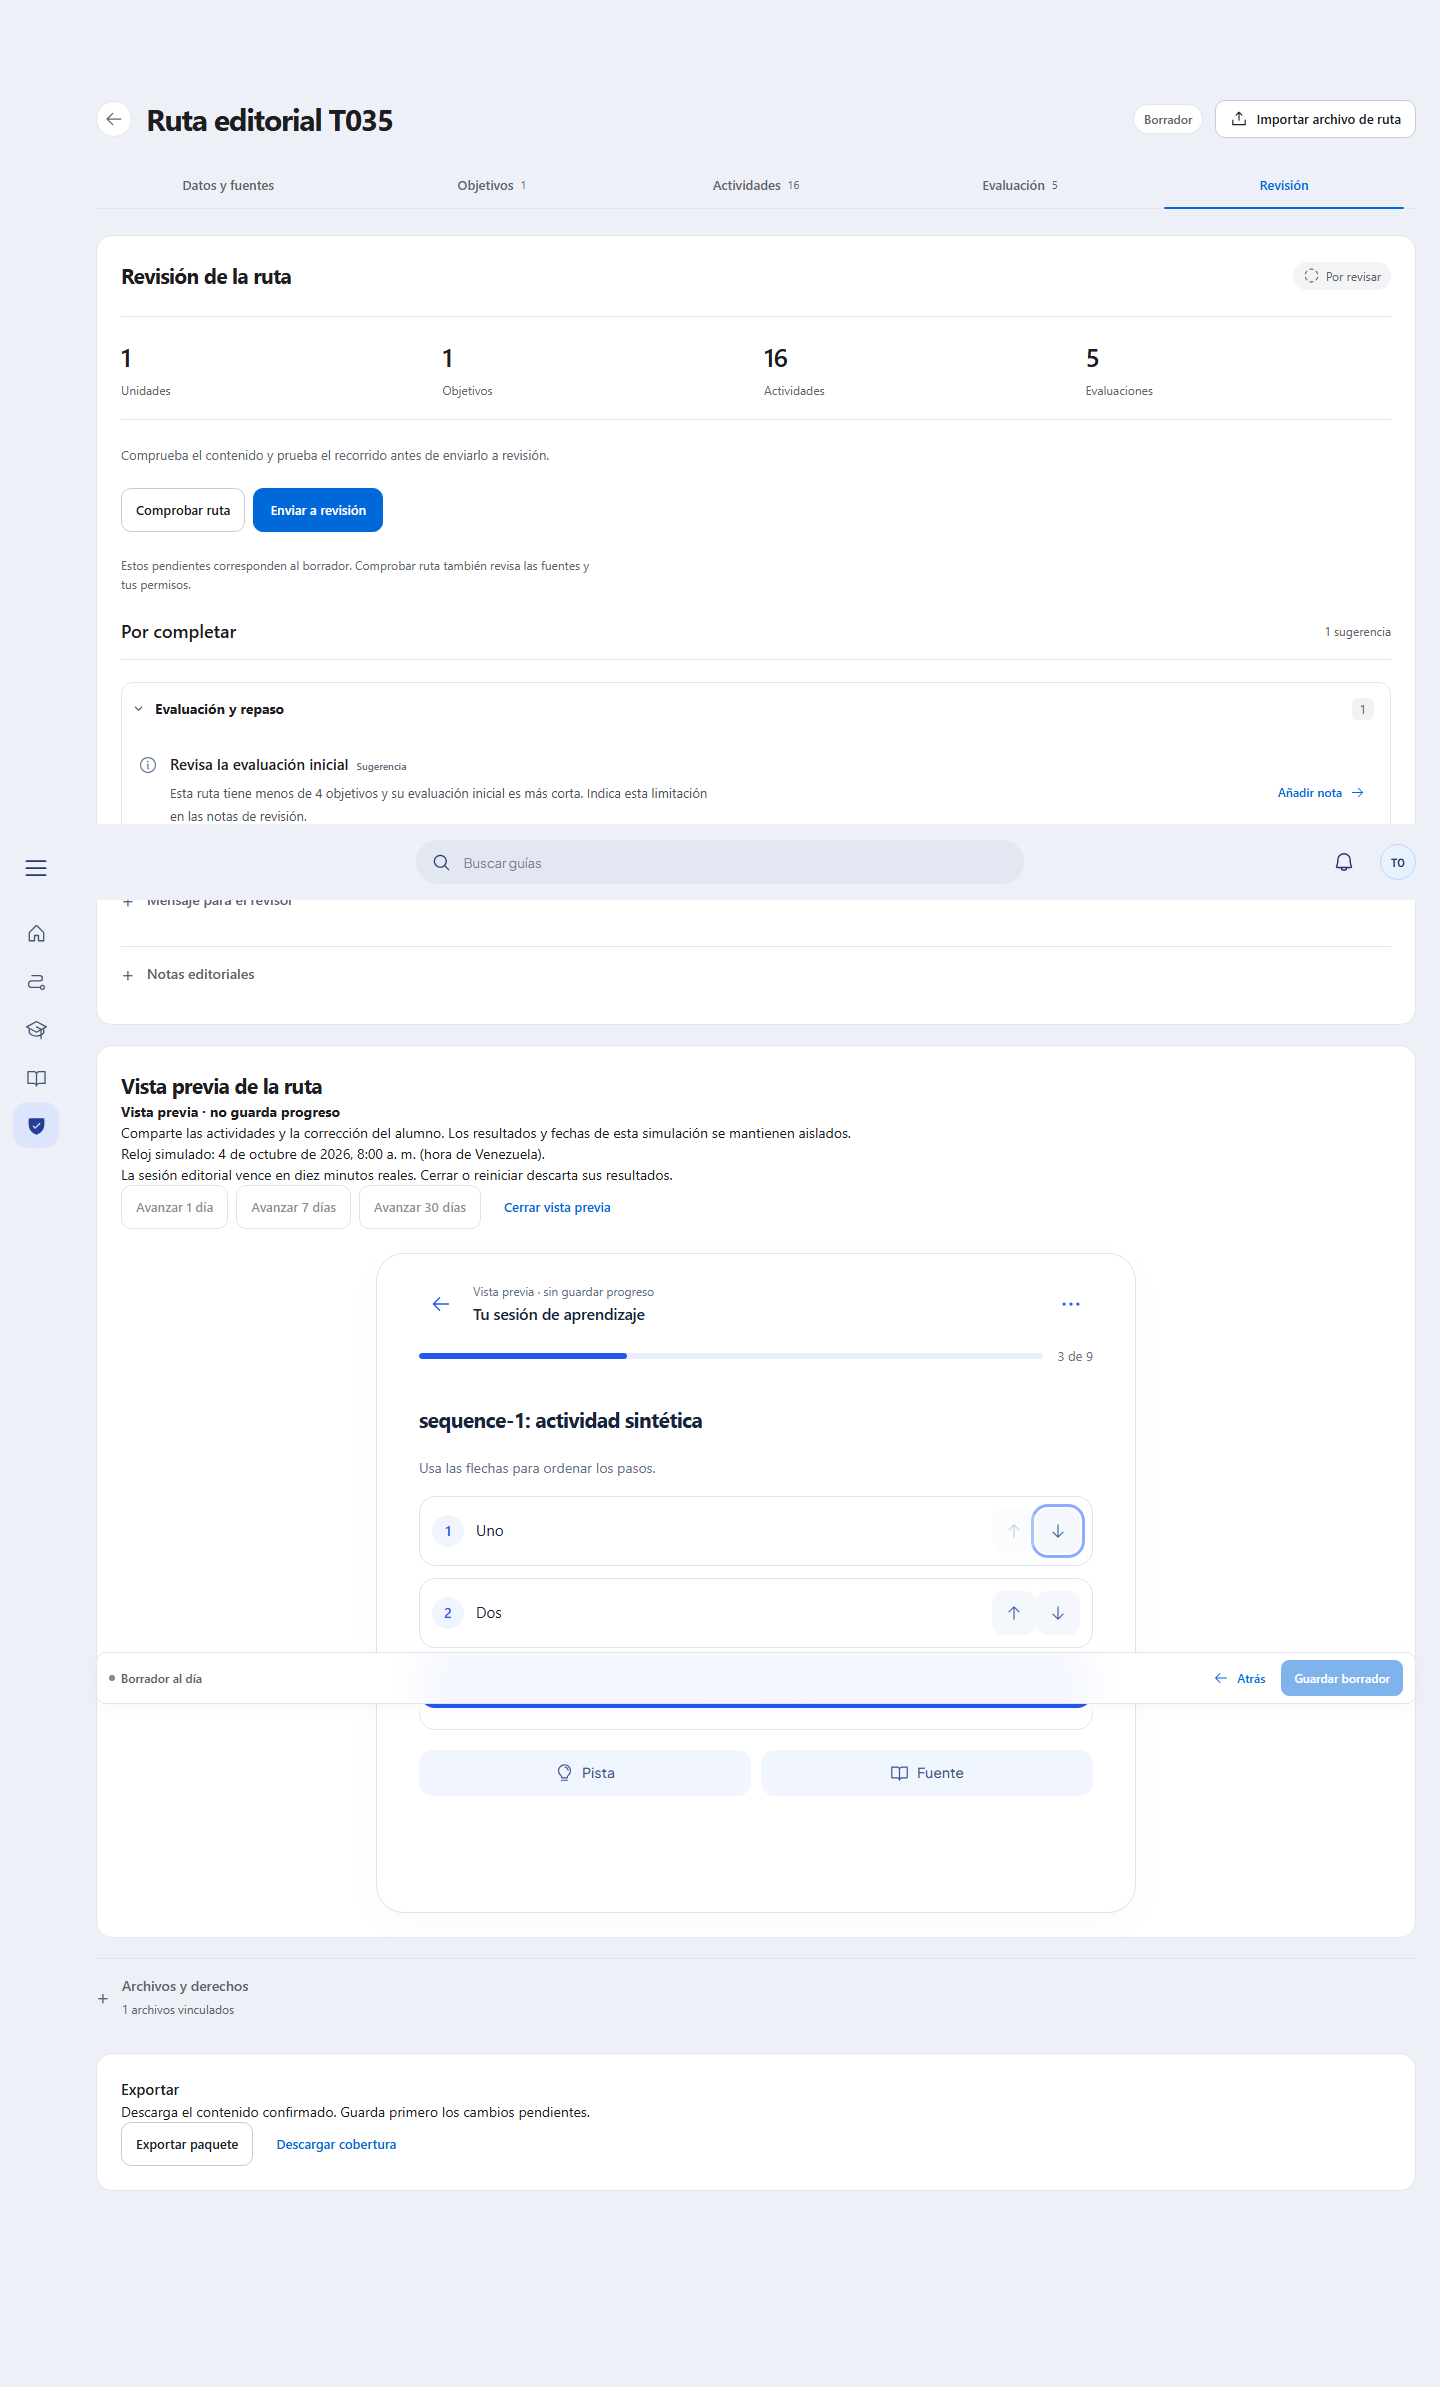 Ruta editorial T035
Borrador
Importar archivo de ruta
Datos y fuentes
Objetivos 1
Actividades 16
Evaluación 5
Revisión
Revisión de la ruta
Por revisar
1
Unidades
1
Objetivos
16
Actividades
5
Evaluaciones
Comprueba el contenido y prueba el recorrido antes de enviarlo a revisión.
Comprobar ruta
Enviar a revisión
Estos pendientes corresponden al borrador. Comprobar ruta también revisa las fuentes y
tus permisos.
Por completar
1 sugerencia
Evaluación y repaso
1
Revisa la evaluación inicial Sugerencia
Esta ruta tiene menos de 4 objetivos y su evaluación inicial es más corta. Indica esta limitación
en las notas de revisión.
Añadir nota
Buscar guías
TO
Mensaje para el revisor
Notas editoriales
Vista previa de la ruta
Vista previa · no guarda progreso
Comparte las actividades y la corrección del alumno. Los resultados y fechas de esta simulación se mantienen aislados.
Reloj simulado: 4 de octubre de 2026, 8:00 a. m. (hora de Venezuela).
La sesión editorial vence en diez minutos reales. Cerrar o reiniciar descarta sus resultados.
Avanzar 1 día
Avanzar 7 días
Avanzar 30 días
Cerrar vista previa
Vista previa · sin guardar progreso
Tu sesión de aprendizaje
3 de 9
sequence-1: actividad sintética
Usa las flechas para ordenar los pasos.
1 Uno
2 Dos
Borrador al día
Atrás
Guardar borrador
Pista
Fuente
Archivos y derechos
1 archivos vinculados
Exportar
Descarga el contenido confirmado. Guarda primero los cambios pendientes.
Exportar paquete
Descargar cobertura